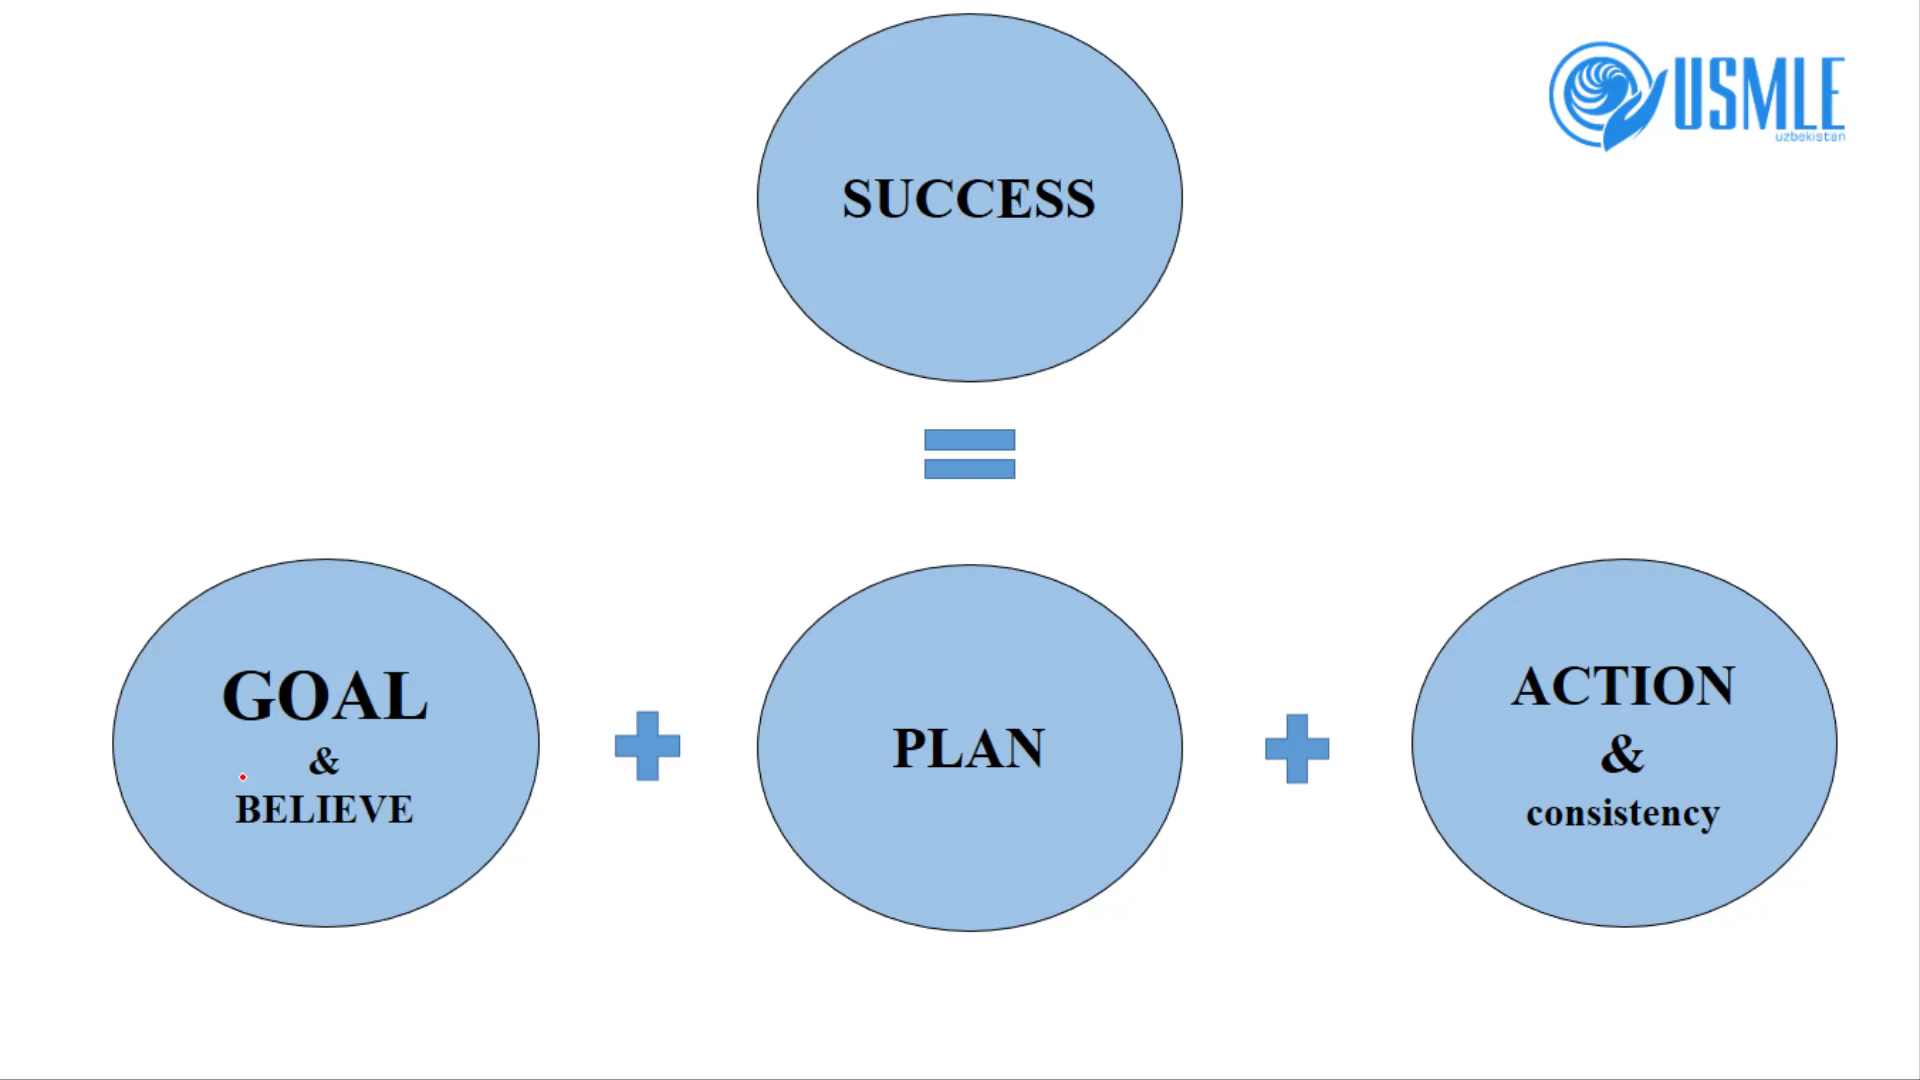 SUCCESS
USMLE
uzbekistan
GOAL
&
BELIEVE
PLAN
ACTION
&
consistency